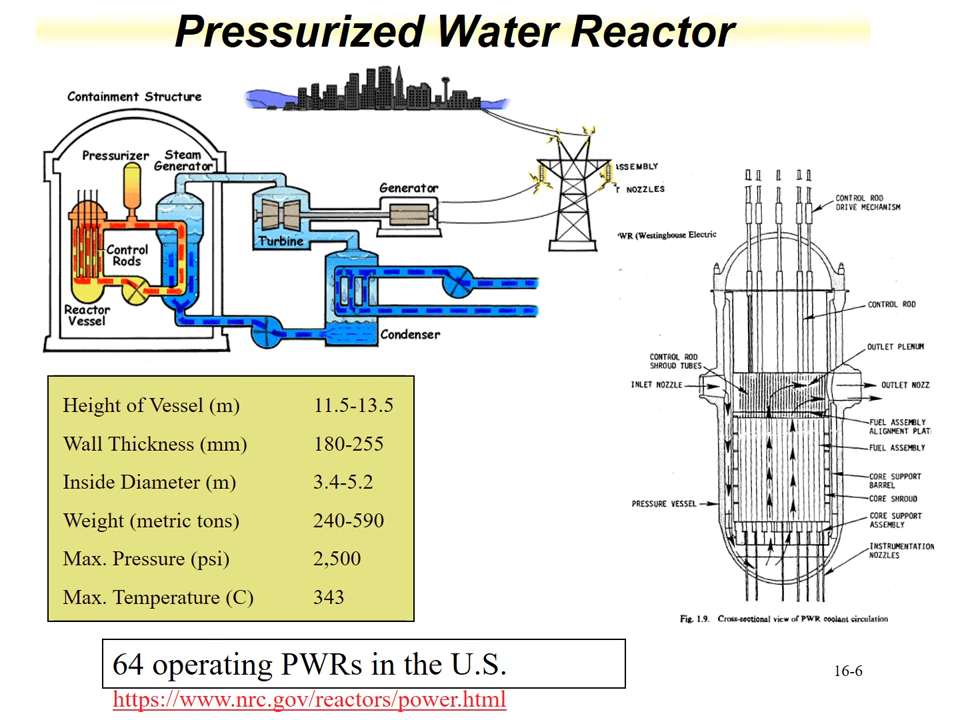 Pressurized Water Reactor
Containment Structure
Pressurizer
Steam
Generator
Control
Rods
Reactor
Vessel
Turbine
Generator
Condenser
ASSEMBLY
T NOZZLES
WR (Westinghouse Electric
CONTROL ROD
DRIVE MECHANISM
CONTROL ROD
OUTLET PLENUM
CONTROL ROD
SHROUD TUBES
INLET NOZZLE
OUTLET NOZZ
FUEL ASSEMBLY
ALIGNMENT PLAT
FUEL ASSEMBLY
CORE SUPPORT
BARREL
CORE SHROUD
PRESSURE VESSEL
CORE SUPPORT
ASSEMBLY
INSTRUMENTATION
NOZZLES
Fig. 1.9. Cross-sectional view of PWR coolant circulation
Height of Vessel (m) 11.5-13.5
Wall Thickness (mm) 180-255
Inside Diameter (m) 3.4-5.2
Weight (metric tons) 240-590
Max. Pressure (psi) 2,500
Max. Temperature (C) 343
64 operating PWRs in the U.S.
https://www.nrc.gov/reactors/power.html
16-6